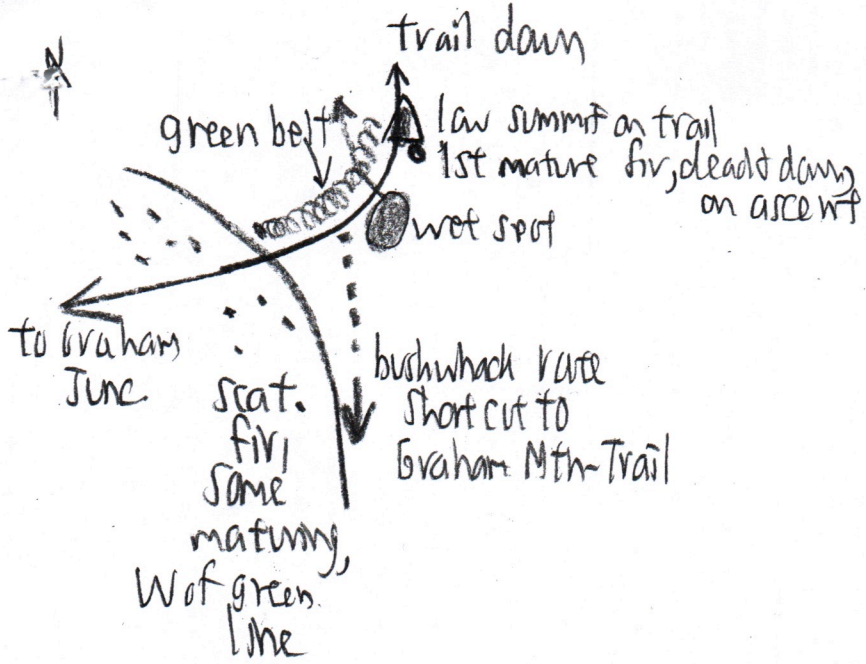 N
trail down
green belt
low summit on trail
1st mature fir, dead & down,
on ascent
wet spot
to Graham
Junc.
bushwhack route
short cut to
Graham Mtn-Trail
scat.
fir,
some
maturing,
W of green
line